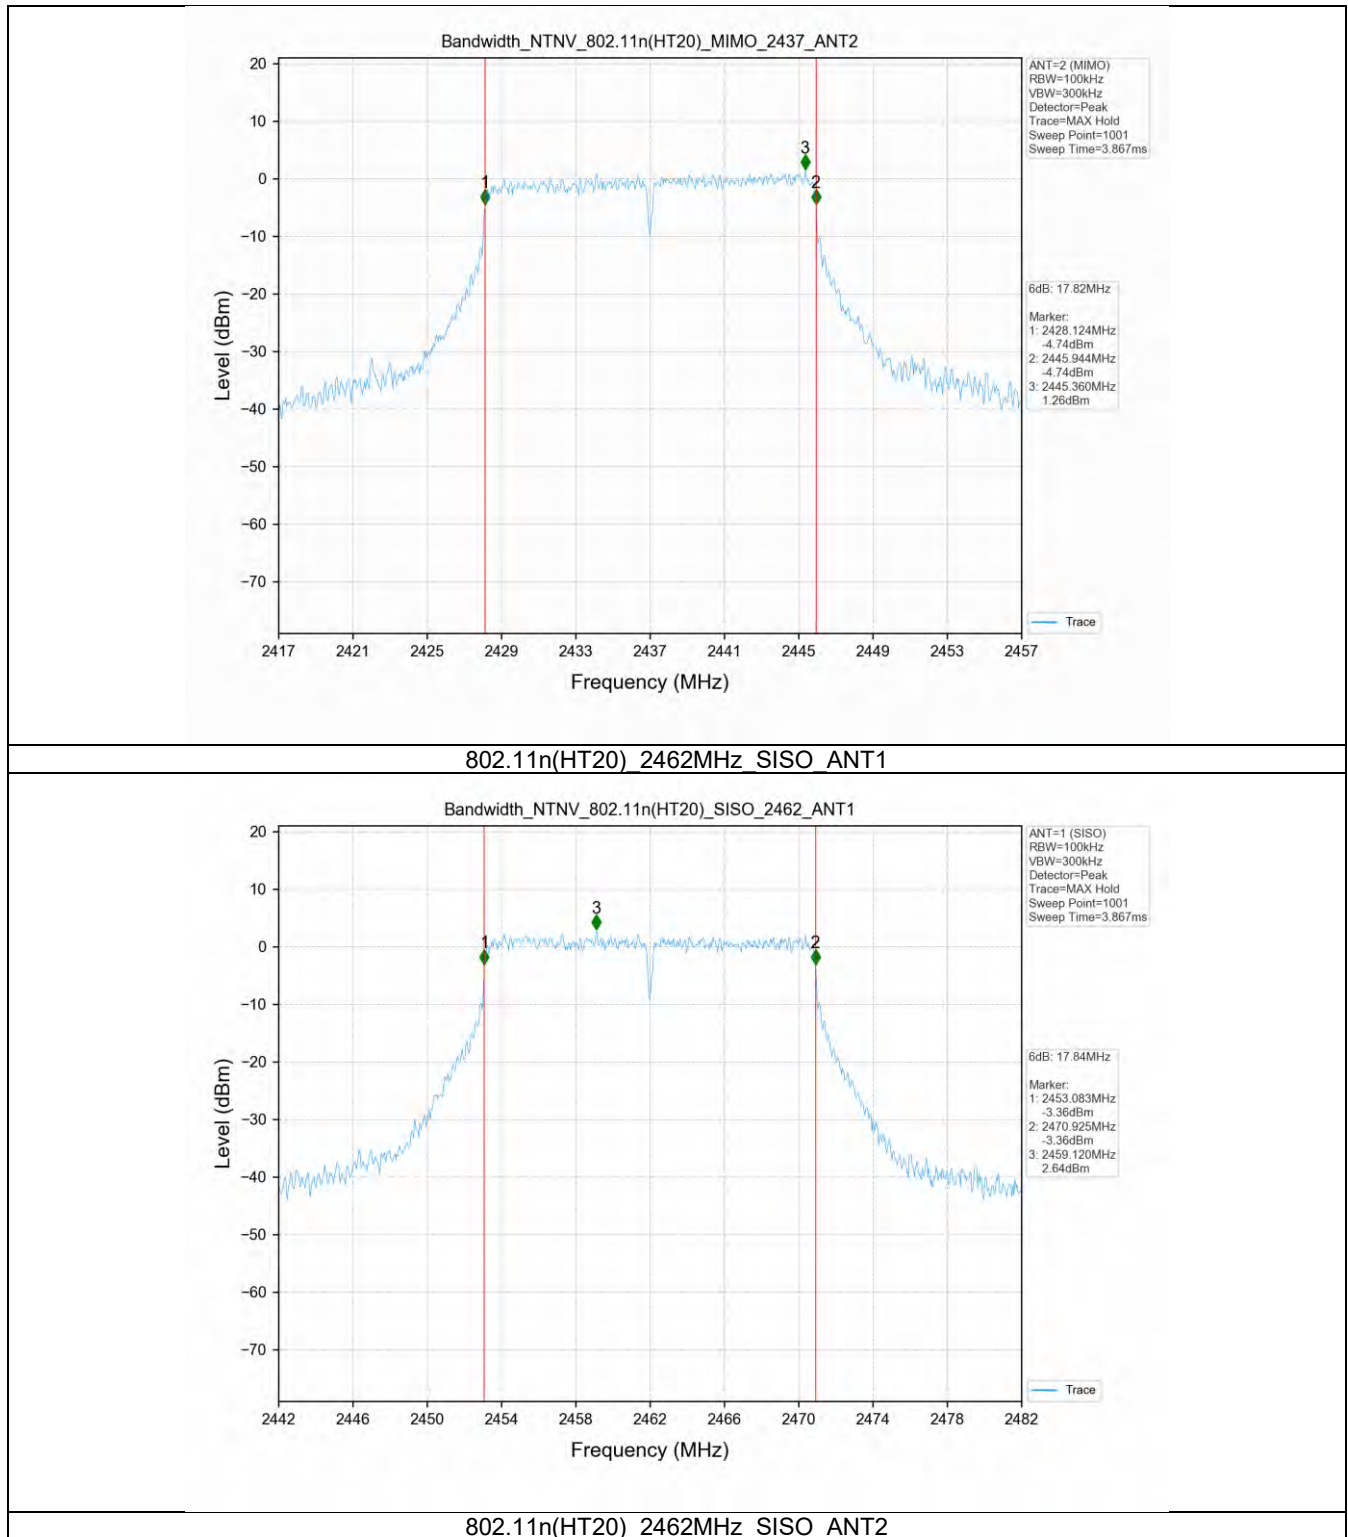 Bandwidth_NTNV_802.11n(HT20)_MIMO_2437_ANT2
20
10
0
−10
−20
−30
−40
−50
−60
−70
Level (dBm)
1
3
2
ANT=2 (MIMO)
RBW=100kHz
VBW=300kHz
Detector=Peak
Trace=MAX Hold
Sweep Point=1001
Sweep Time=3.867ms
6dB: 17.82MHz
Marker:
1: 2428.124MHz
-4.74dBm
2: 2445.944MHz
-4.74dBm
3: 2445.360MHz
1.26dBm
Trace
2417 2421 2425 2429 2433 2437 2441 2445 2449 2453 2457
Frequency (MHz)
802.11n(HT20)_2462MHz_SISO_ANT1
Bandwidth_NTNV_802.11n(HT20)_SISO_2462_ANT1
20
10
0
−10
−20
−30
−40
−50
−60
−70
Level (dBm)
1
3
2
ANT=1 (SISO)
RBW=100kHz
VBW=300kHz
Detector=Peak
Trace=MAX Hold
Sweep Point=1001
Sweep Time=3.867ms
6dB: 17.84MHz
Marker:
1: 2453.083MHz
-3.36dBm
2: 2470.925MHz
-3.36dBm
3: 2459.120MHz
2.64dBm
Trace
2442 2446 2450 2454 2458 2462 2466 2470 2474 2478 2482
Frequency (MHz)
802.11n(HT20)_2462MHz_SISO_ANT2